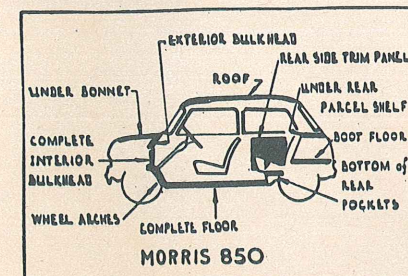 EXTERIOR BULKHEAD
REAR SIDE TRIM PANEL
ROOF
UNDER BONNET
UNDER REAR
PARCEL SHELF
COMPLETE
INTERIOR
BULKHEAD
BOOT FLOOR
BOTTOM of
REAR
POCKETS
WHEEL ARCHES
COMPLETE FLOOR
MORRIS 850